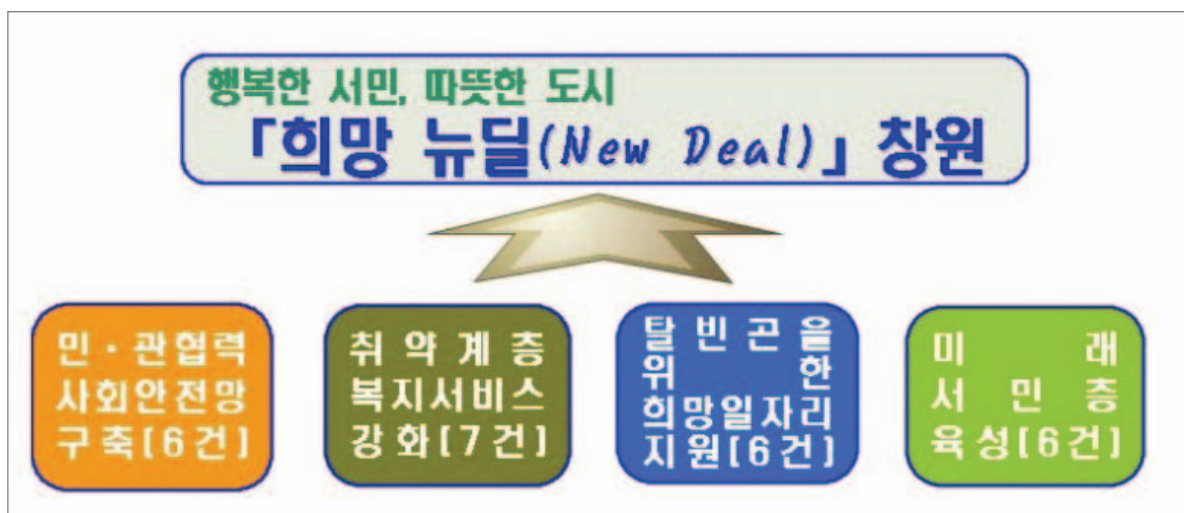 행복한 서민, 따뜻한 도시
「희망 뉴딜(New Deal)」 창원
민·관협력
사회안전망
구축[6건]
취약계층
복지서비스
강화[7건]
탈빈곤을
위한
희망일자리
지원[6건]
미래
서민층
육성[6건]